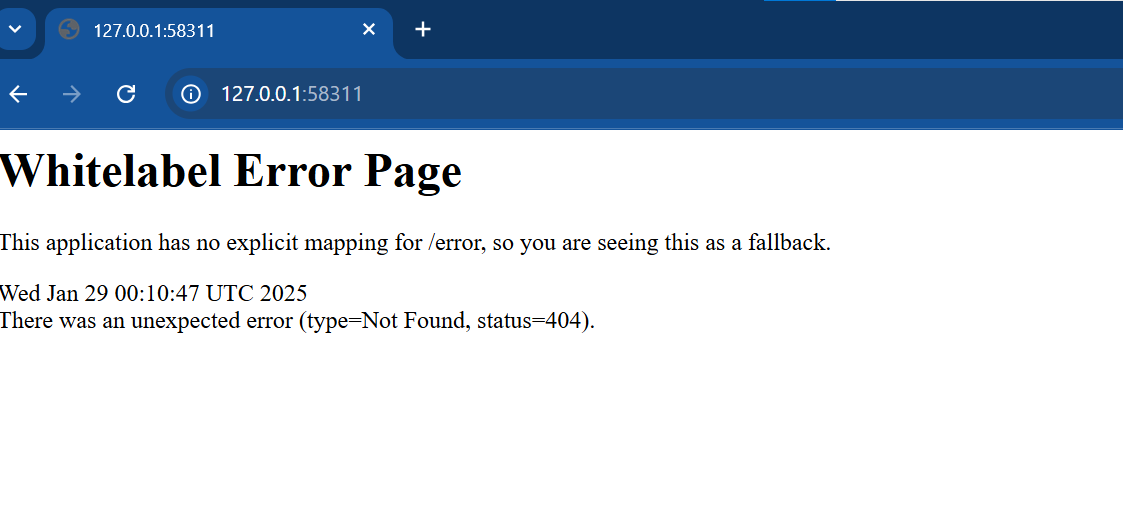 127.0.0.1:58311
127.0.0.1:58311
Whitelabel Error Page
This application has no explicit mapping for /error, so you are seeing this as a fallback.
Wed Jan 29 00:10:47 UTC 2025
There was an unexpected error (type=Not Found, status=404).